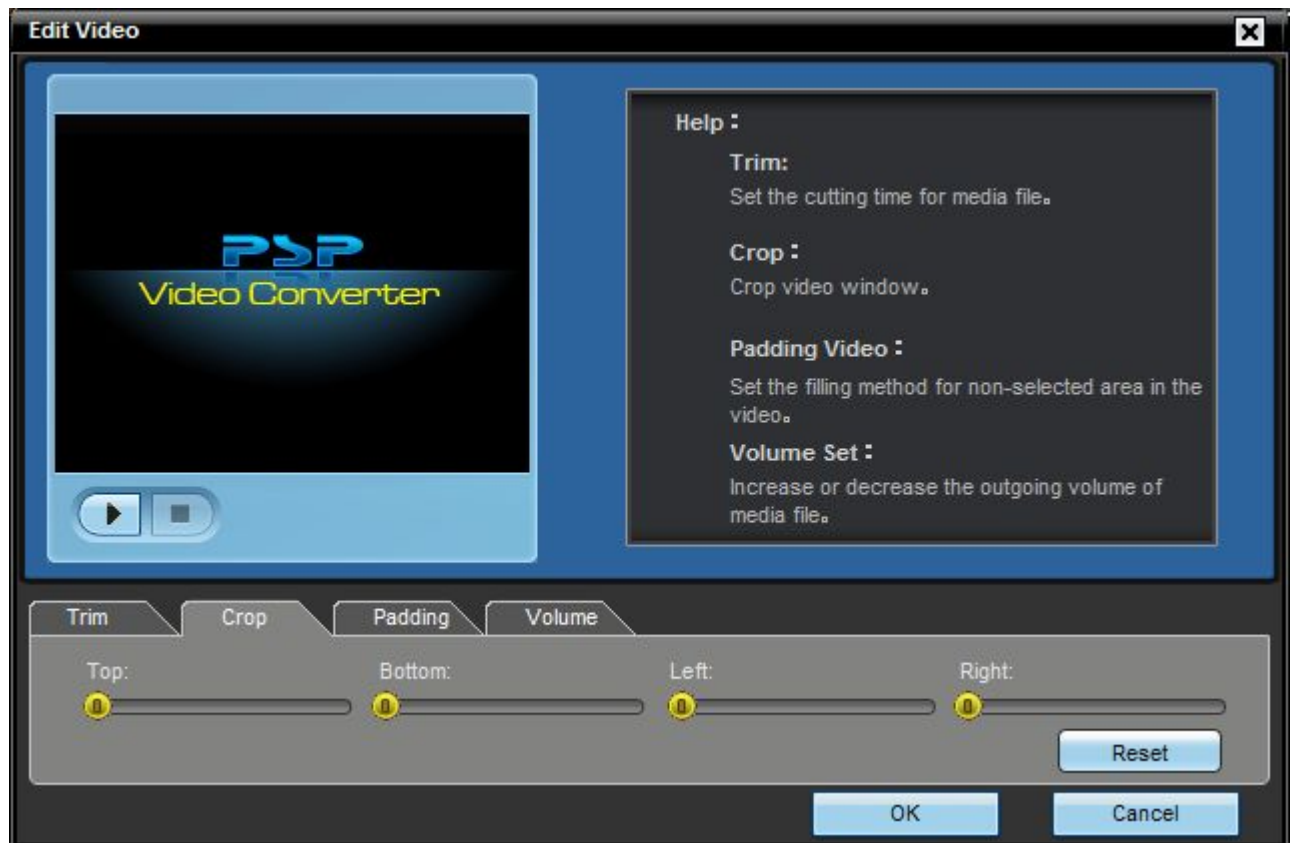 Edit Video
PSP
Video Converter
Help：
Trim:
Set the cutting time for media file。
Crop：
Crop video window。
Padding Video：
Set the filling method for non-selected area in the
video。
Volume Set：
Increase or decrease the outgoing volume of
media file。
Trim Crop Padding Volume
Top: Bottom: Left: Right:
Reset
OK Cancel